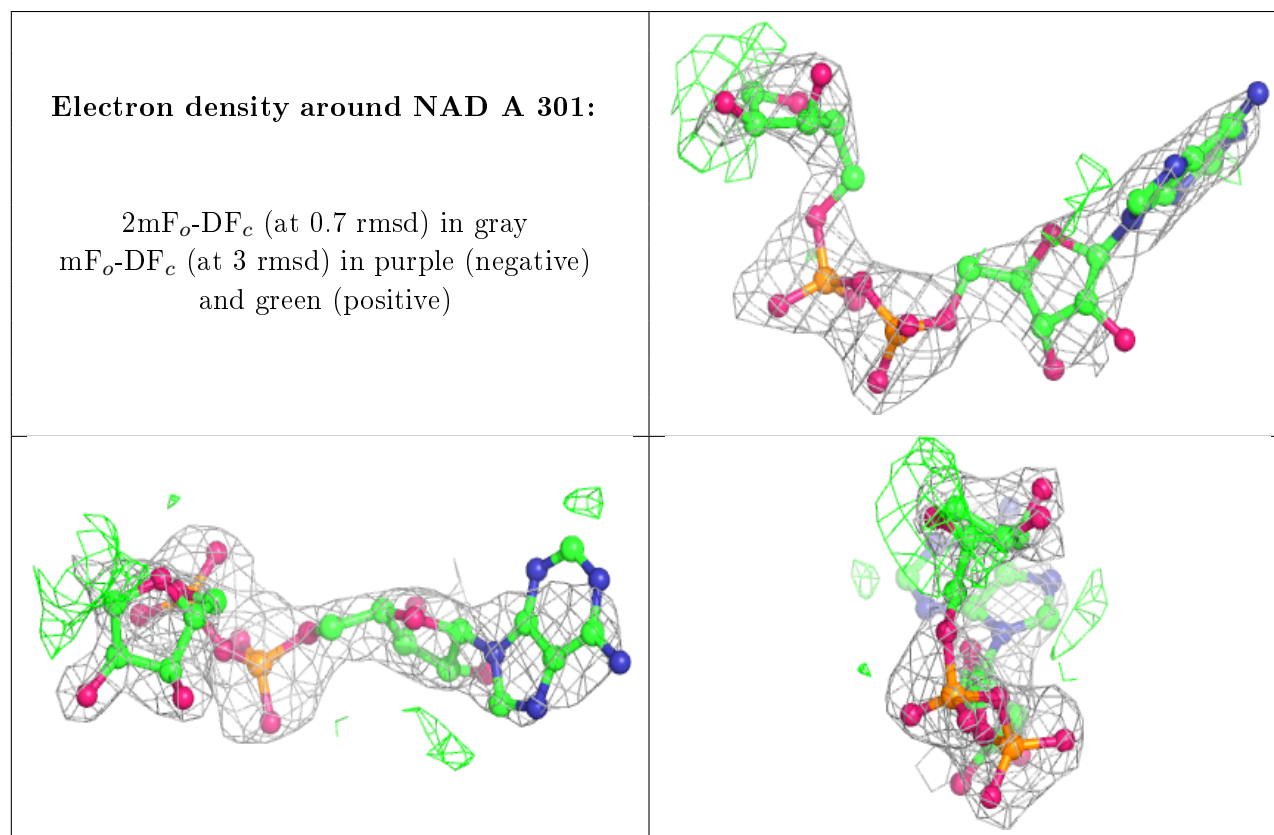 Electron density around NAD A 301:
2mFo-DFc (at 0.7 rmsd) in gray
mFo-DFc (at 3 rmsd) in purple (negative)
and green (positive)